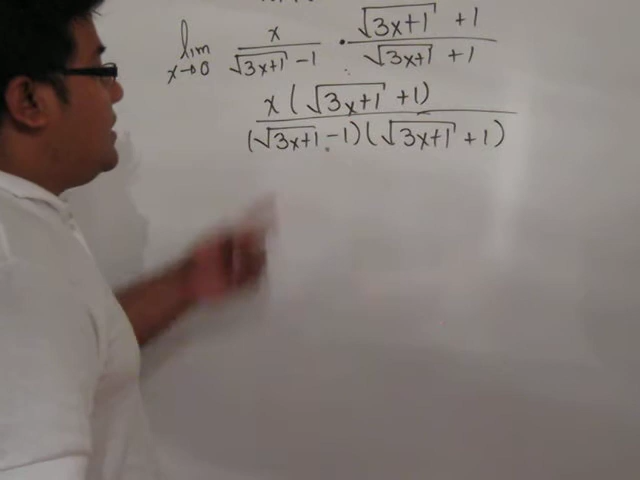 lim x→0 x/(√(3x+1) -1) · (√(3x+1) +1)/(√(3x+1) +1)
x(√(3x+1) +1)/((√(3x+1) -1)(√(3x+1) +1))